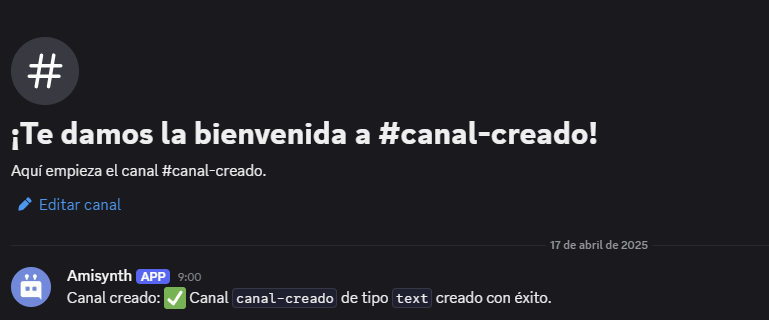 #
¡Te damos la bienvenida a #canal-creado!
Aquí empieza el canal #canal-creado.
Editar canal
17 de abril de 2025
Amisynth APP 9:00
Canal creado: ✅ Canal canal-creado de tipo text creado con éxito.